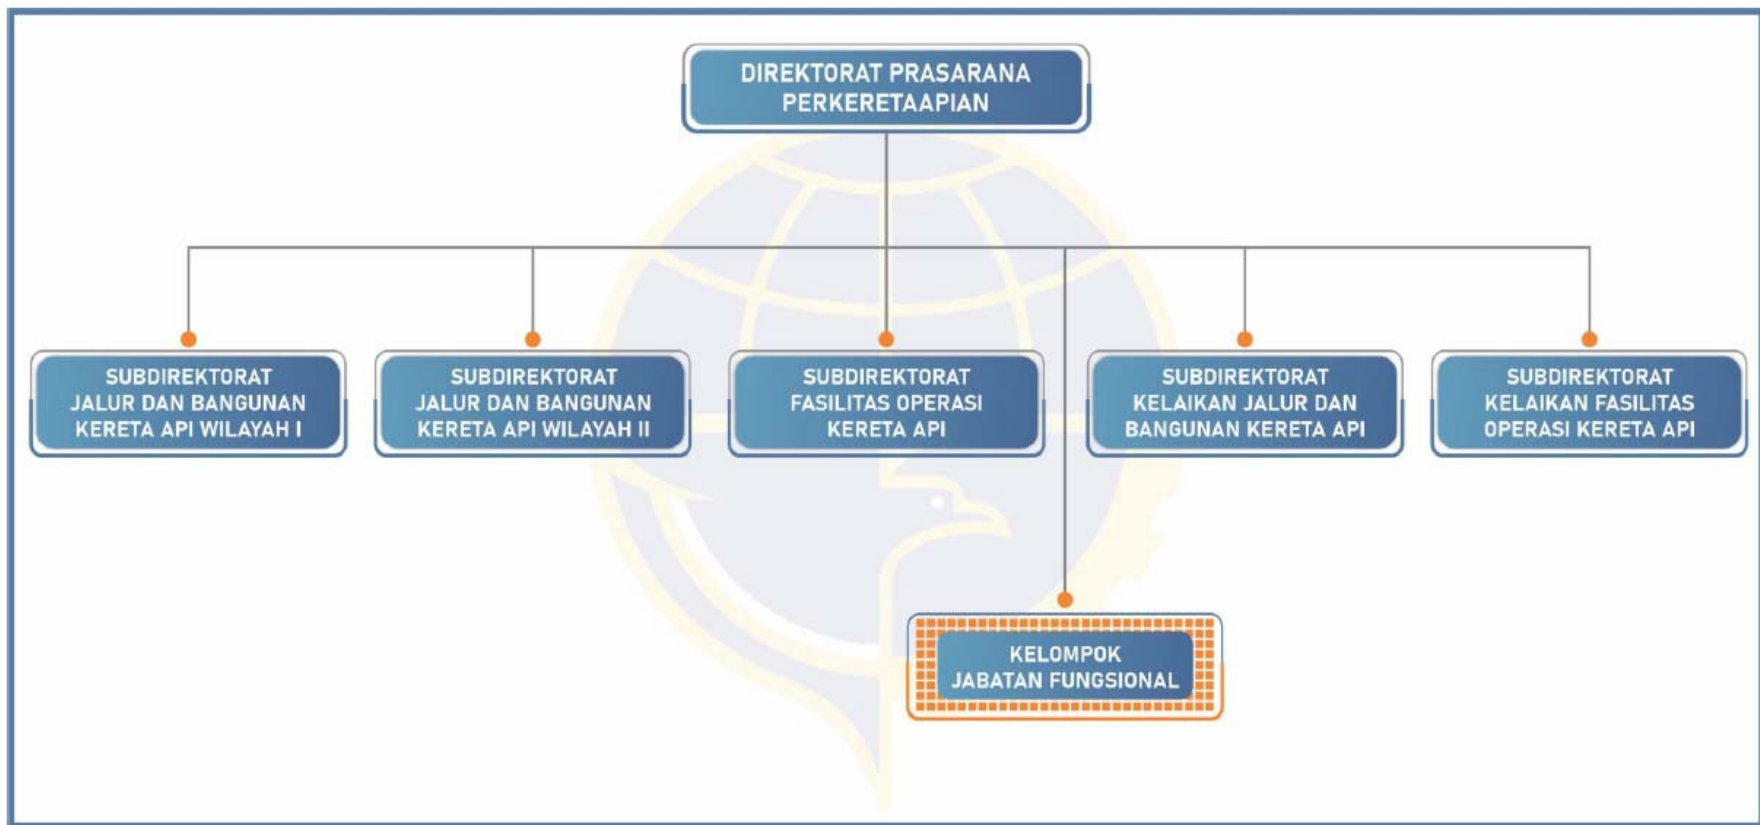 DIREKTORAT PRASARANA
PERKERETAAPIAN
SUBDIREKTORAT
JALUR DAN BANGUNAN
KERETA API WILAYAH I
SUBDIREKTORAT
JALUR DAN BANGUNAN
KERETA API WILAYAH II
SUBDIREKTORAT
FASILITAS OPERASI
KERETA API
SUBDIREKTORAT
KELAIKAN JALUR DAN
BANGUNAN KERETA API
SUBDIREKTORAT
KELAIKAN FASILITAS
OPERASI KERETA API
KELOMPOK
JABATAN FUNGSIONAL